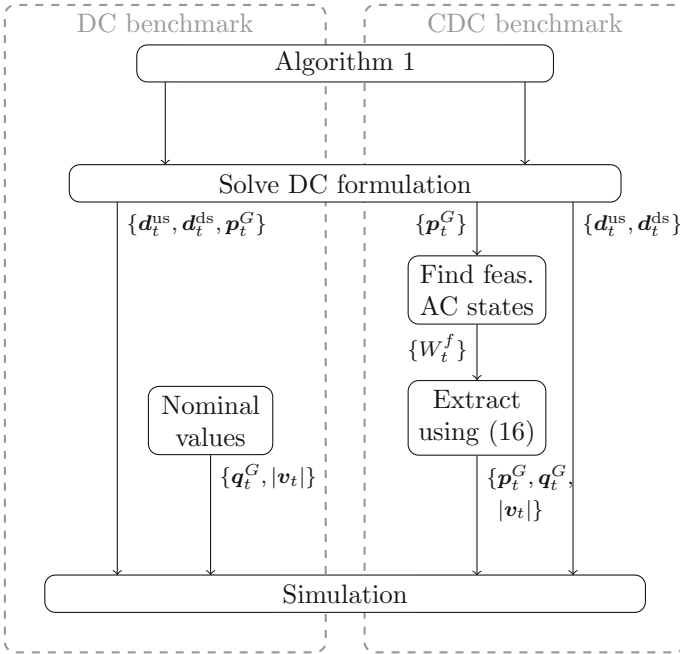 DC benchmark
CDC benchmark
Algorithm 1
Solve DC formulation
{d_t^us, d_t^ds, p_t^G}
{p_t^G}
{d_t^us, d_t^ds}
Find feas.
AC states
{W_t^f}
Nominal
values
Extract
using (16)
{q_t^G, |v_t|}
{p_t^G, q_t^G,
|v_t|}
Simulation